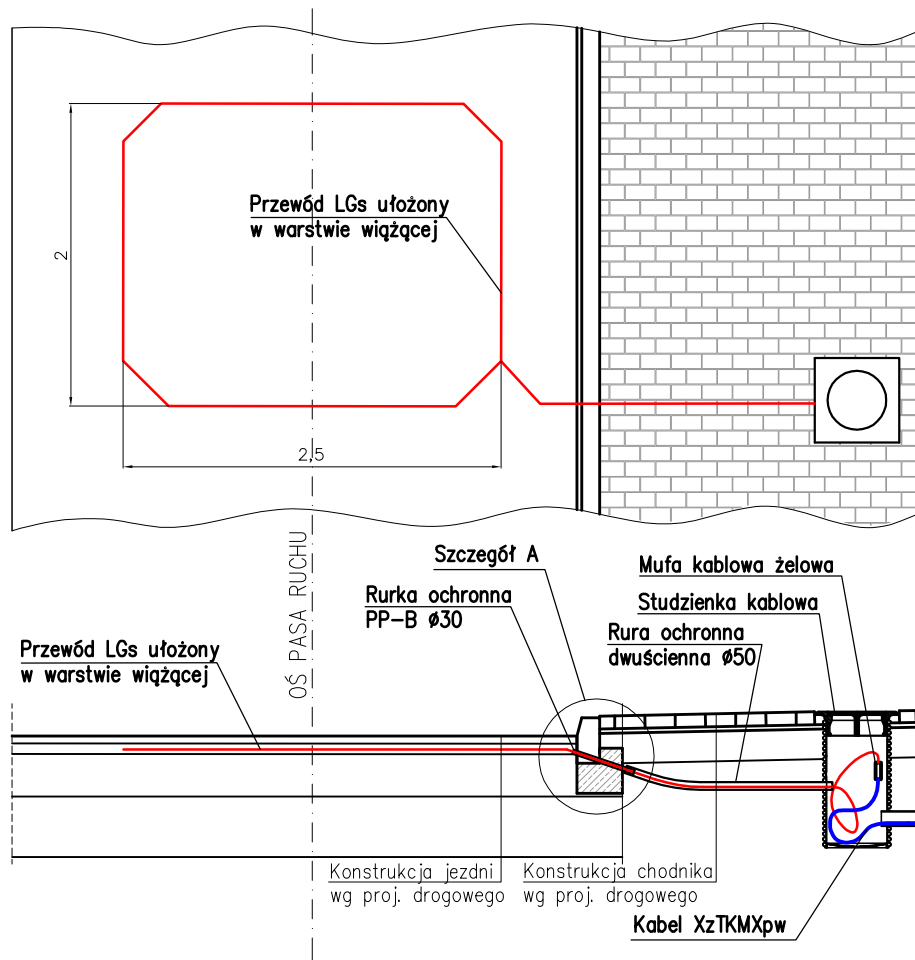 Przewód LGs ułożony
w warstwie wiążącej
2
2,5
OŚ PASA RUCHU
Szczegół A
Mufa kablowa żelowa
Rurka ochronna
PP-B ø30
Studzienka kablowa
Rura ochronna
dwuścienna ø50
Przewód LGs ułożony
w warstwie wiążącej
Konstrukcja jezdni
wg proj. drogowego
Konstrukcja chodnika
wg proj. drogowego
Kabel XzTKMXpw